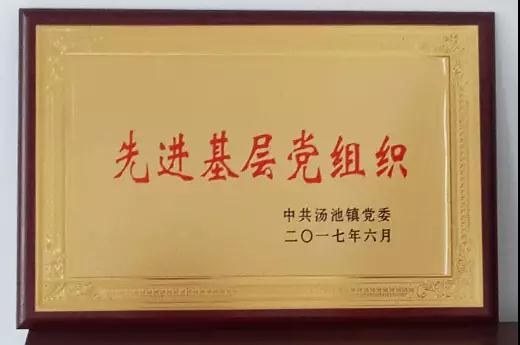 先进基层党组织
中共汤池镇党委
二〇一七年六月